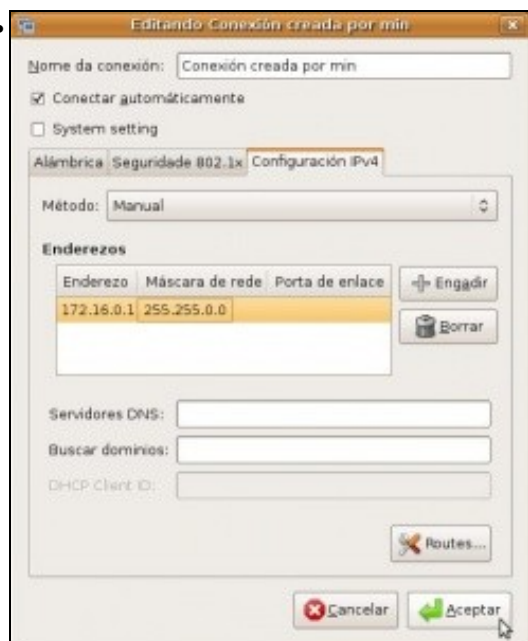 Editando Conexión creada por min
Nome da conexión: Conexión creada por min
Conectar automáticamente
System setting
Alámbrica Seguridade 802.1x Configuración IPv4
Método: Manual
Enderezos
Enderezo Máscara de rede Porta de enlace
172.16.0.1 255.255.0.0
Engadir
Borrar
Servidores DNS:
Buscar dominios:
DHCP Client ID:
Routes...
Cancelar Aceptar